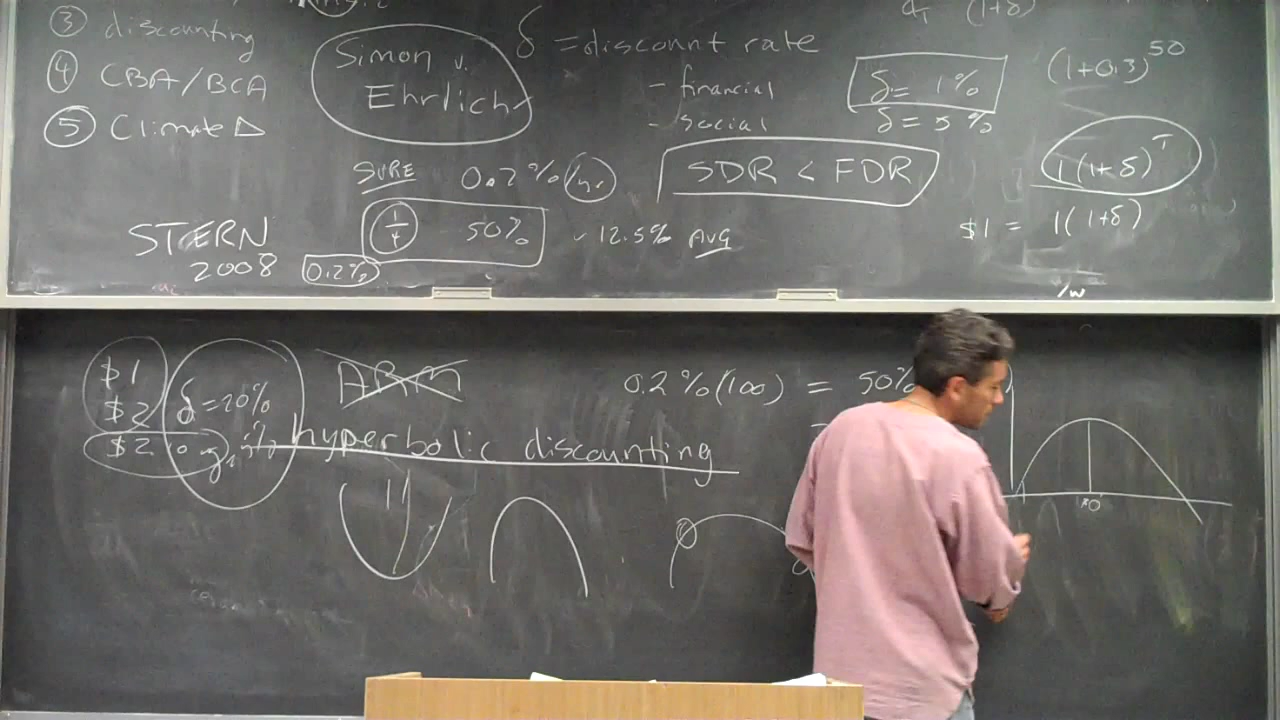 ③ discounting
④ CBA/BCA
⑤ Climate Δ
Simon v.
Ehrlich
δ = discount rate
- financial
- social
δ = 1%
δ = 5%
(1+δ)
(1+0.3)^50
SURE 0.2%
1/4 50% 12.5% AVG
SDR < FDR
1(1+δ)^T
$1 = 1(1+δ)
STERN
2008
0.2%
$1
$2 δ = 20%
$2
ARM
hyperbolic discounting
0.2%(100) = 50%